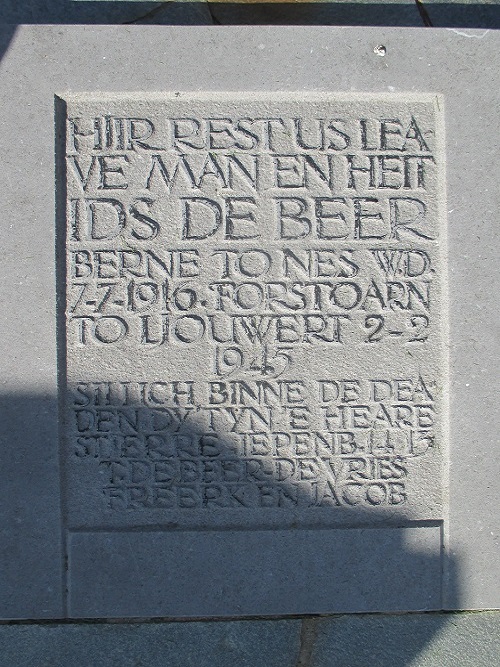 HJIR REST US LEA-
VE MAN EN HEIT
IDS DE BEER
BERNE TO NES W.D.
7-7-1916. FORSTOARN
TO LJOUWERT 2-2
1945
SILLICH BINNE DE DEA-
DEN DY'T YN 'E HEARE
STJERRE IEPENB. 14.13
T. DE BEER-DE VRIES
FREERK EN JACOB